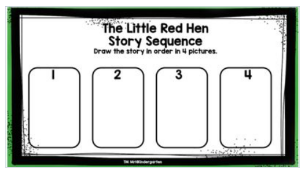 The Little Red Hen
Story Sequence
Draw the story in order in 4 pictures.
1 2 3 4